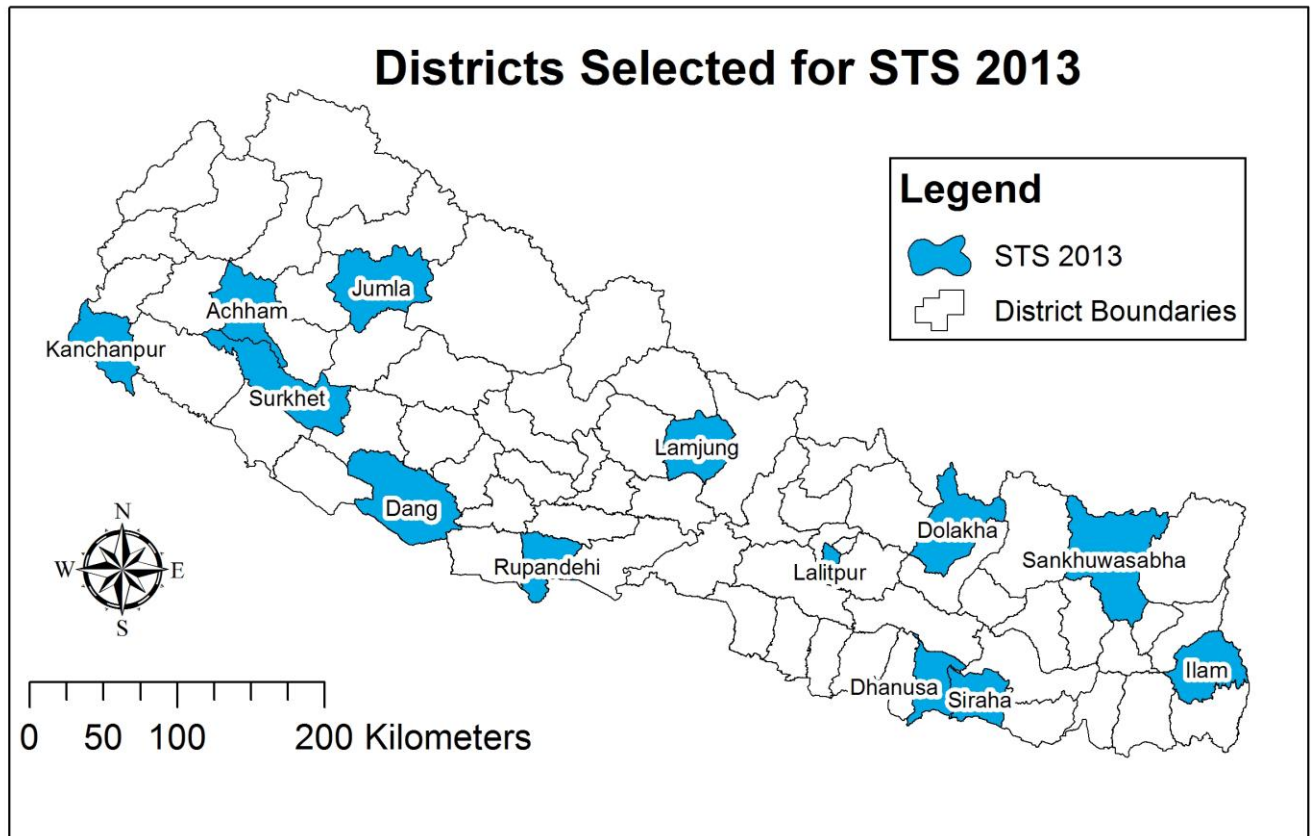 Districts Selected for STS 2013
Legend
STS 2013
District Boundaries
Jumla
Achham
Kanchanpur
Surkhet
Lamjung
Dang
Dolakha
Rupandehi
Lalitpur
Sankhuwasabha
Ilam
Dhanusa
Siraha
N
W E
S
0 50 100 200 Kilometers